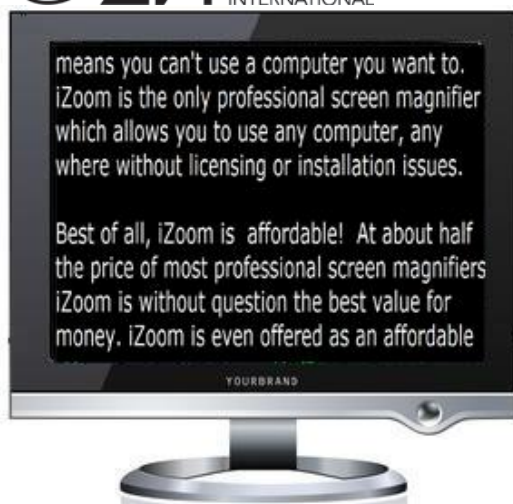 INTERNATIONAL
means you can't use a computer you want to.
iZoom is the only professional screen magnifier
which allows you to use any computer, any
where without licensing or installation issues.
Best of all, iZoom is  affordable!  At about half
the price of most professional screen magnifiers
iZoom is without question the best value for
money. iZoom is even offered as an affordable
YOURBRAND